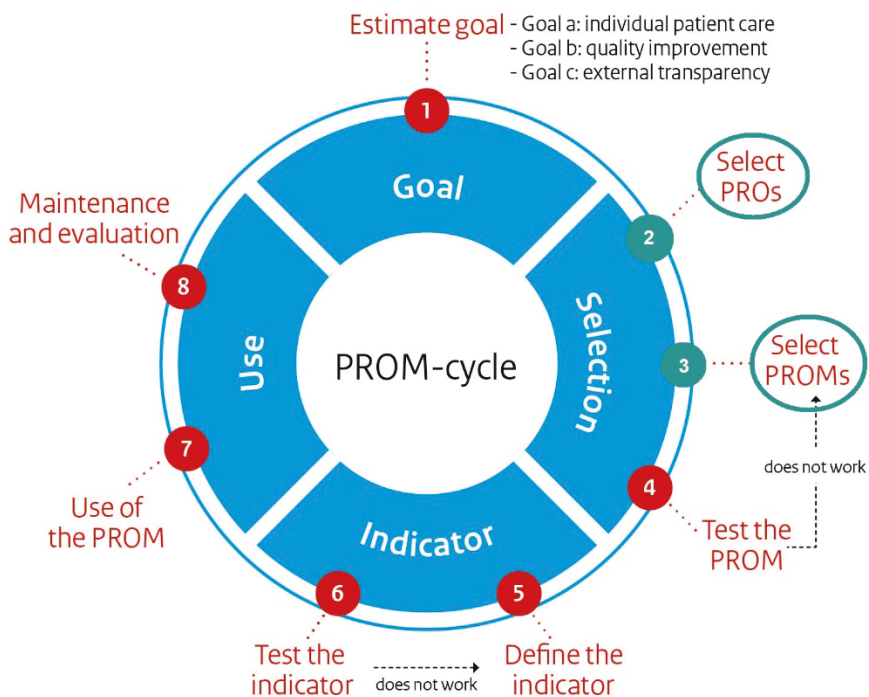 Estimate goal
- Goal a: individual patient care
- Goal b: quality improvement
- Goal c: external transparency
1
Goal
Select
PROs
2
Maintenance
and evaluation
8
Selection
Use
PROM-cycle
3
Select
PROMs
does not work
7
4
Use of
the PROM
Test the
PROM
Indicator
6
5
Test the
indicator
does not work
Define the
indicator